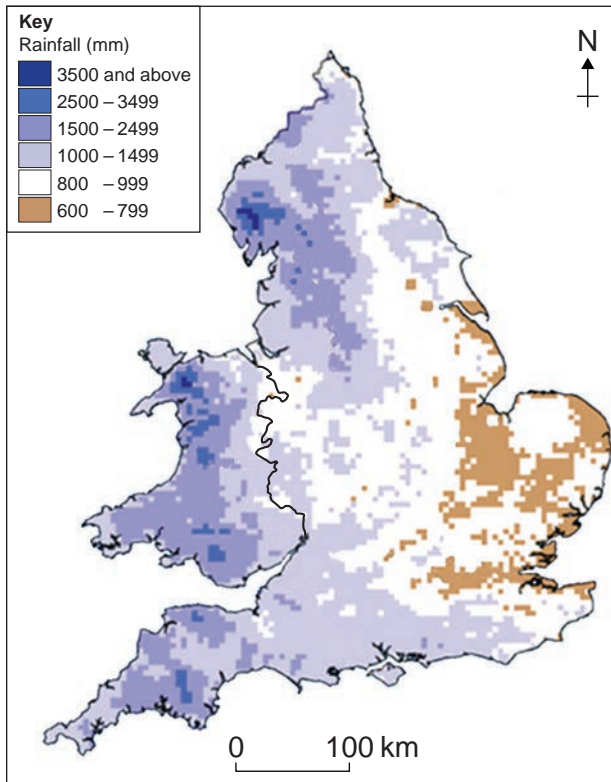 Key
Rainfall (mm)
3500 and above
2500 – 3499
1500 – 2499
1000 – 1499
800 – 999
600 – 799
N
0 100 km